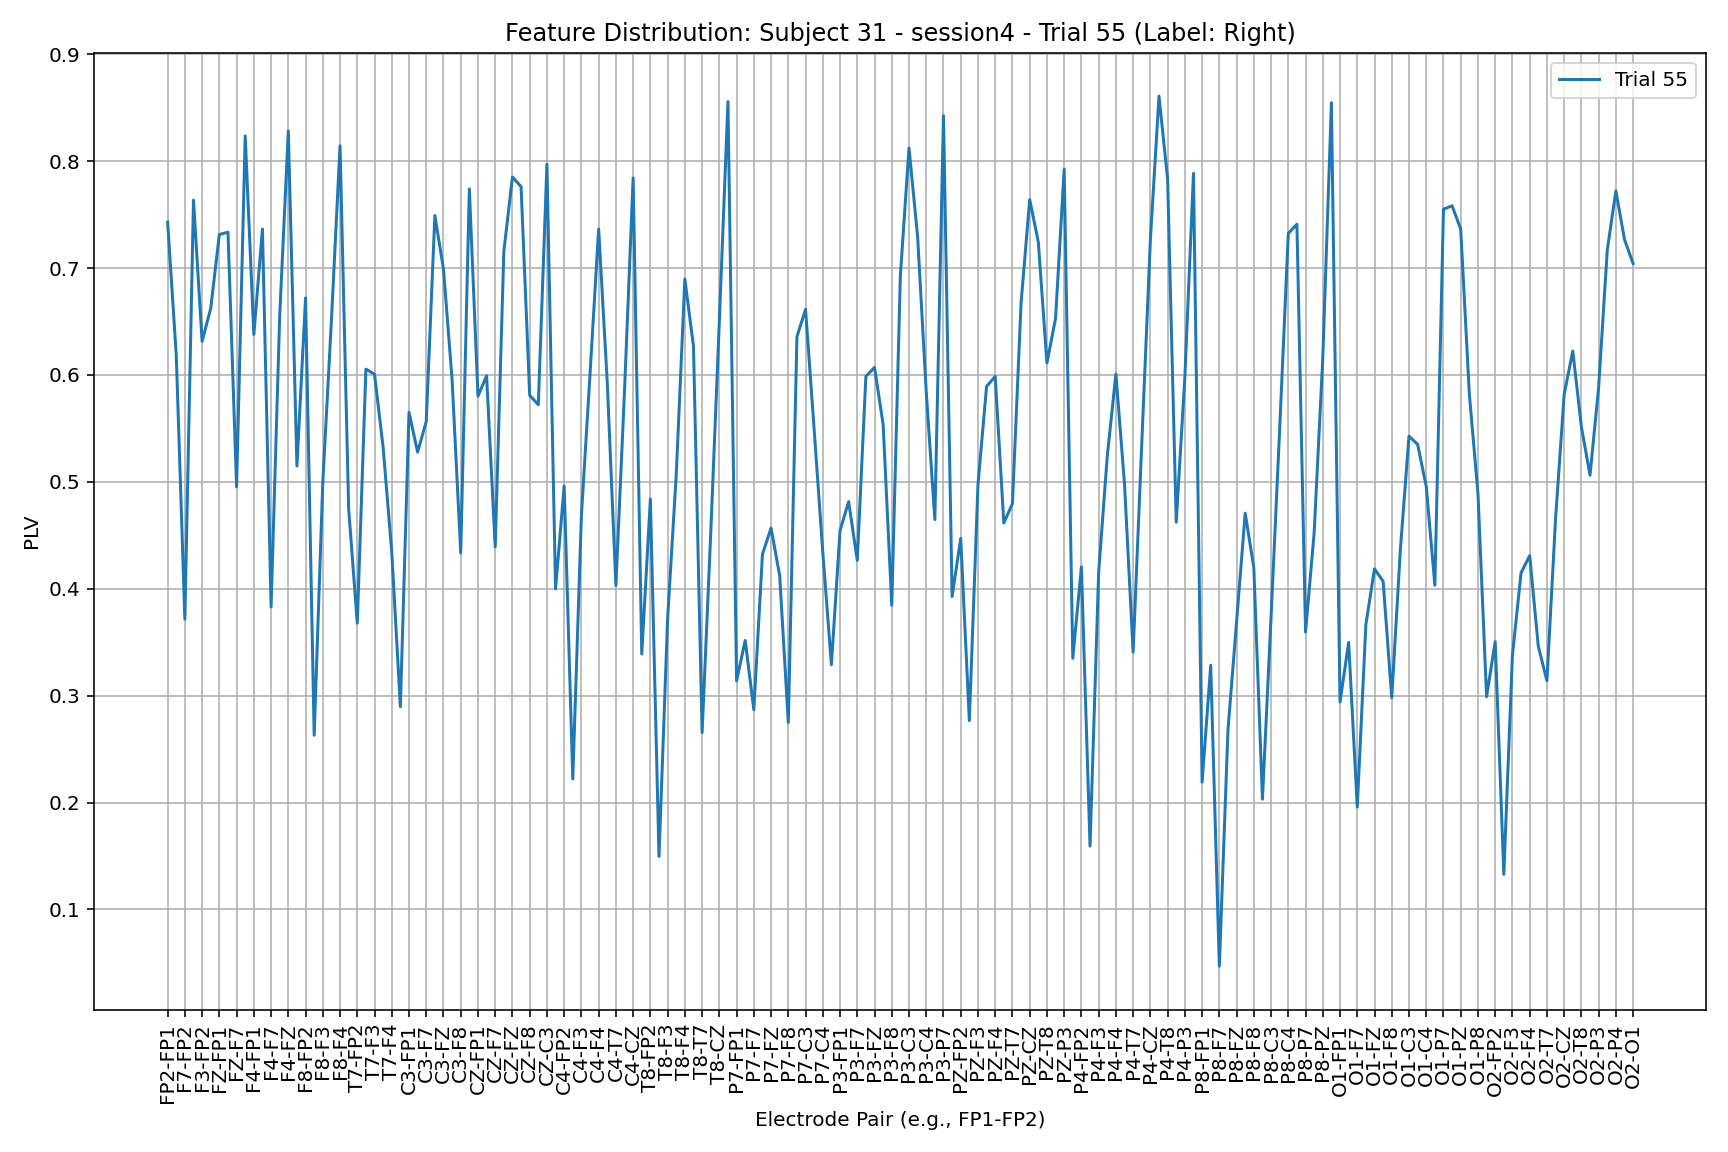 Feature Distribution: Subject 31 - session4 - Trial 55 (Label: Right)
Trial 55
PLV
0.9
0.8
0.7
0.6
0.5
0.4
0.3
0.2
0.1
FP2-FP1
F7-FP2
F3-FP2
FZ-FP1
FZ-F7
F4-FP1
F4-F7
F4-FZ
F8-FP2
F8-F3
F8-F4
T7-FP2
T7-F3
T7-F4
C3-FP1
C3-F7
C3-FZ
C3-F8
CZ-FP1
CZ-F7
CZ-FZ
CZ-F8
CZ-C3
C4-FP2
C4-F3
C4-F4
C4-T7
C4-CZ
T8-FP2
T8-F3
T8-F4
T8-T7
T8-CZ
P7-FP1
P7-F7
P7-FZ
P7-F8
P7-C3
P7-C4
P3-FP1
P3-F7
P3-FZ
P3-F8
P3-C3
P3-C4
P3-P7
PZ-FP2
PZ-F3
PZ-F4
PZ-T7
PZ-CZ
PZ-T8
PZ-P3
P4-FP2
P4-F3
P4-F4
P4-T7
P4-CZ
P4-T8
P4-P3
P8-FP1
P8-F7
P8-FZ
P8-F8
P8-C3
P8-C4
P8-P7
P8-PZ
O1-FP1
O1-F7
O1-FZ
O1-F8
O1-C3
O1-C4
O1-P7
O1-PZ
O1-P8
O2-FP2
O2-F3
O2-F4
O2-T7
O2-CZ
O2-T8
O2-P3
O2-P4
O2-O1
Electrode Pair (e.g., FP1-FP2)